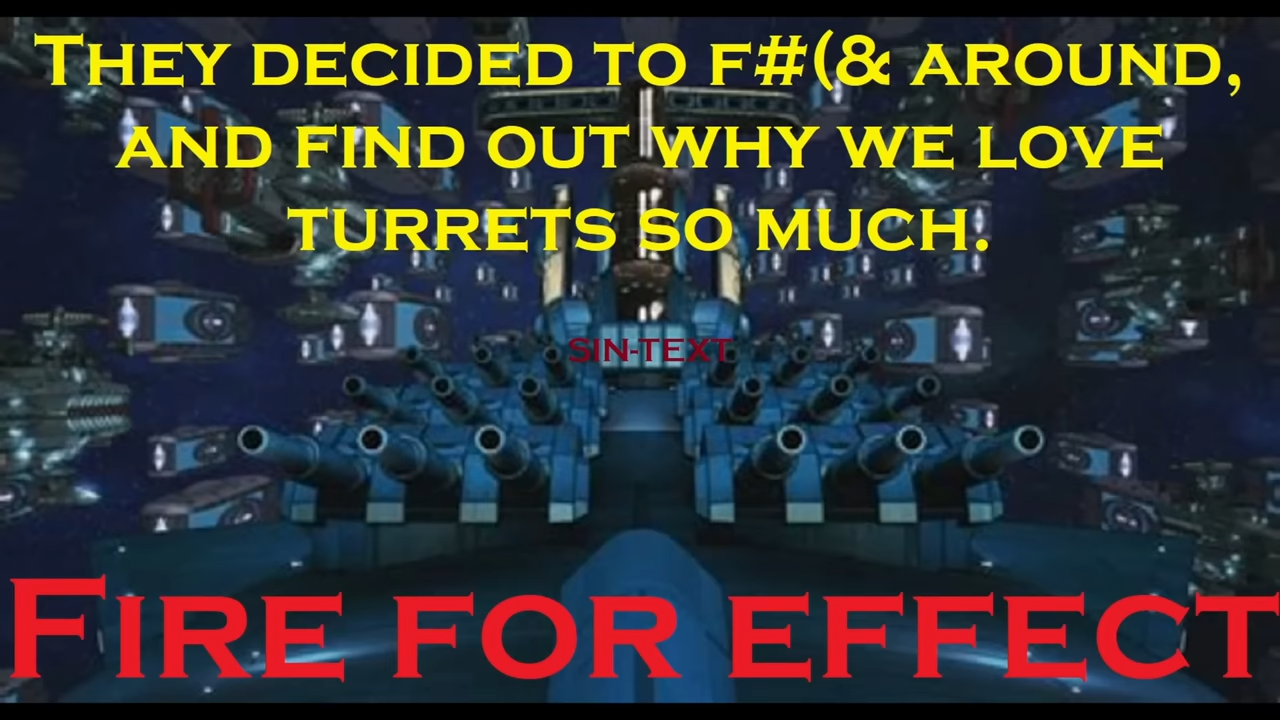 They decided to f#(& around,
and find out why we love
turrets so much.
SIN-TEXT
Fire for effect